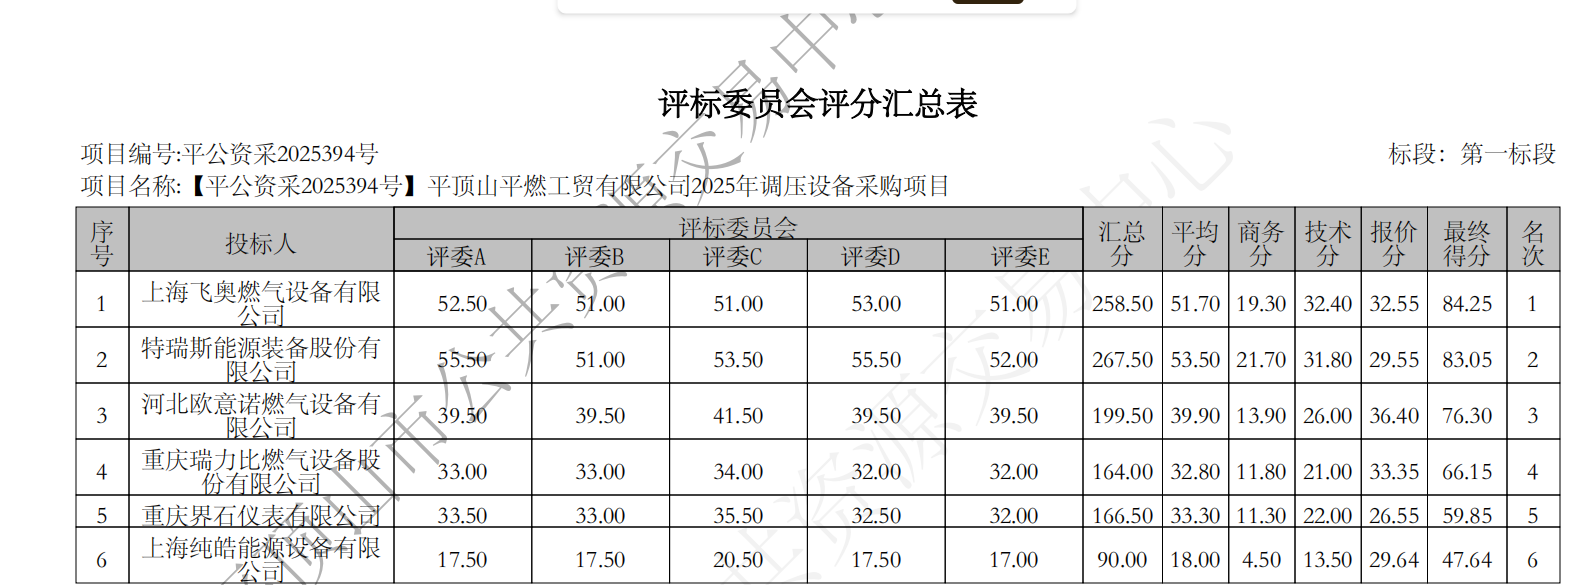 评标委员会评分汇总表
项目编号:平公资采2025394号 标段：第一标段
项目名称:【平公资采2025394号】平顶山平燃工贸有限公司2025年调压设备采购项目
序号 投标人 评标委员会 汇总分 平均分 商务分 技术分 报价分 最终得分 名次
评委A 评委B 评委C 评委D 评委E
1 上海飞奥燃气设备有限公司 52.50 51.00 51.00 53.00 51.00 258.50 51.70 19.30 32.40 32.55 84.25 1
2 特瑞斯能源装备股份有限公司 55.50 51.00 53.50 55.50 52.00 267.50 53.50 21.70 31.80 29.55 83.05 2
3 河北欧意诺燃气设备有限公司 39.50 39.50 41.50 39.50 39.50 199.50 39.90 13.90 26.00 36.40 76.30 3
4 重庆瑞力比燃气设备股份有限公司 33.00 33.00 34.00 32.00 32.00 164.00 32.80 11.80 21.00 33.35 66.15 4
5 重庆界石仪表有限公司 33.50 33.00 35.50 32.50 32.00 166.50 33.30 11.30 22.00 26.55 59.85 5
6 上海纯皓能源设备有限公司 17.50 17.50 20.50 17.50 17.00 90.00 18.00 4.50 13.50 29.64 47.64 6
顶山市公共资源交易中
共资源交易中心